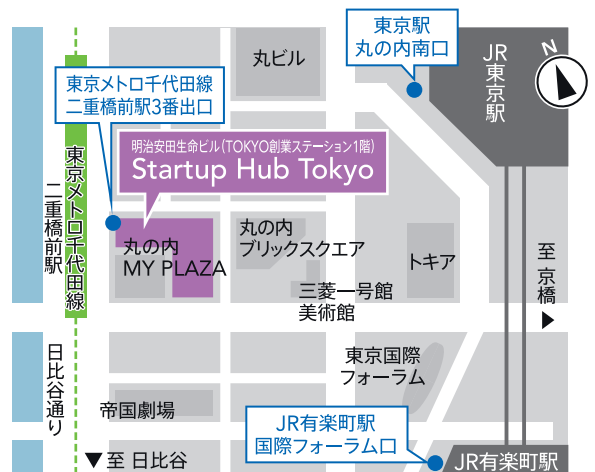 東京駅
丸の内南口
JR東京駅
N
丸ビル
東京メトロ千代田線
二重橋前駅3番出口
明治安田生命ビル(TOKYO創業ステーション1階)
Startup Hub Tokyo
東京メトロ千代田線
二重橋前駅
丸の内
MY PLAZA
丸の内
ブリックスクエア
トキア
至 京橋
三菱一号館
美術館
日比谷通り
東京国際
フォーラム
帝国劇場
JR有楽町駅
国際フォーラム口
至 日比谷
JR有楽町駅